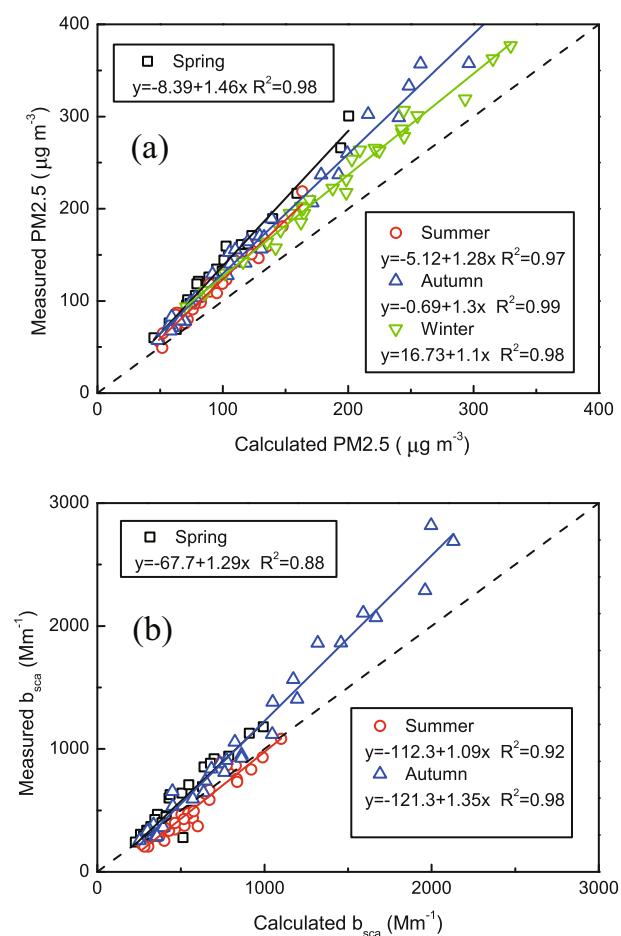 400
Spring
y=-8.39+1.46x R²=0.98
(a)
300
200
100
0
Measured PM2.5 ( μg m⁻³)
Summer
y=-5.12+1.28x R²=0.97
Autumn
y=-0.69+1.3x R²=0.99
Winter
y=16.73+1.1x R²=0.98
0 100 200 300 400
Calculated PM2.5 ( μg m⁻³)
3000
Spring
y=-67.7+1.29x R²=0.88
(b)
2000
1000
0
Measured b_sca (Mm⁻¹)
Summer
y=-112.3+1.09x R²=0.92
Autumn
y=-121.3+1.35x R²=0.98
0 1000 2000 3000
Calculated b_sca (Mm⁻¹)